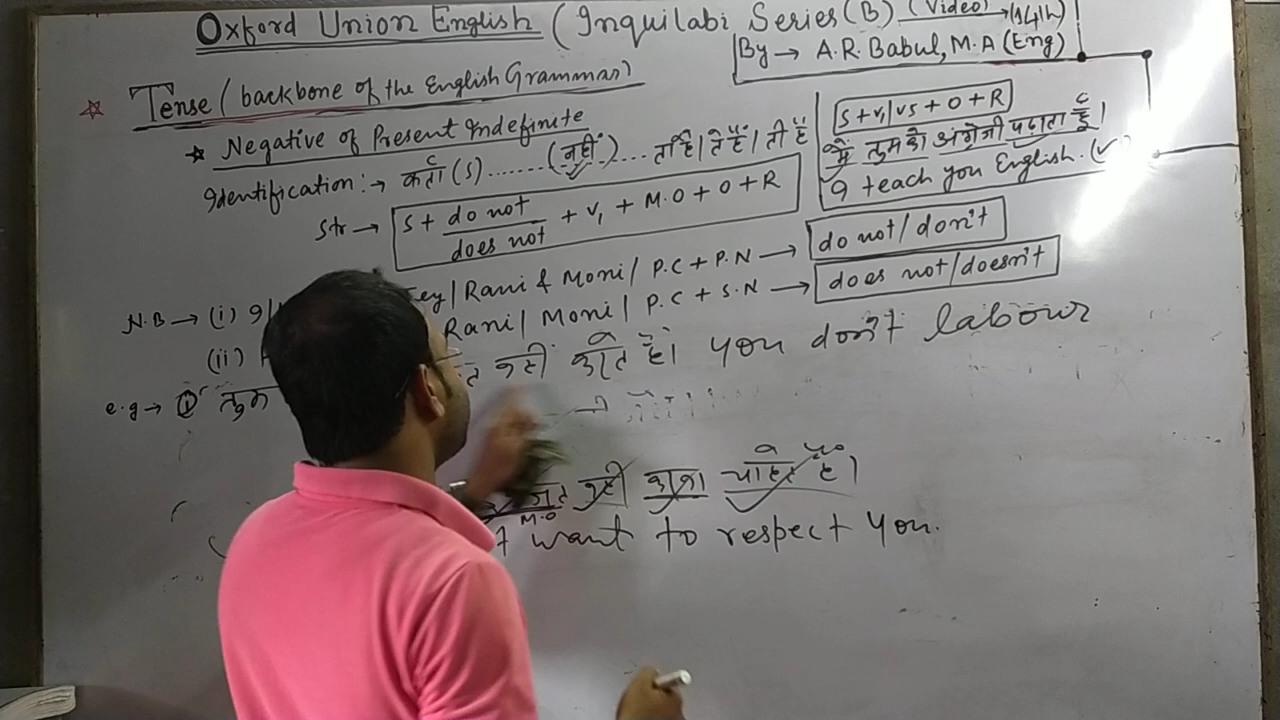 Oxford Union English (Inquilabi Series (B) (Video) → (14th)
By → A.R. Babul, M.A (Eng)
Tense (backbone of the English Grammar)
Negative of Present Indefinite
Identification: → कर्ता (S) ....... (नहीं) .... ता है। ते हैं। ती है
Str → S + do not / does not + V1 + M.O + O + R
S + V1/VS + O + R
मैं तुमको अंग्रेजी पढ़ाता हूँ।
I teach you English. (✓)
N.B → (i) I/ ey/ Rani & Moni/ P.C + P.N → do not/don't
(ii) Rani/ Moni/ P.C + S.N → does not/doesn't
e.g → ① तुम नहीं करते हो। You don't labour
नहीं करना चाहते हैं।
M.O
want to respect you.